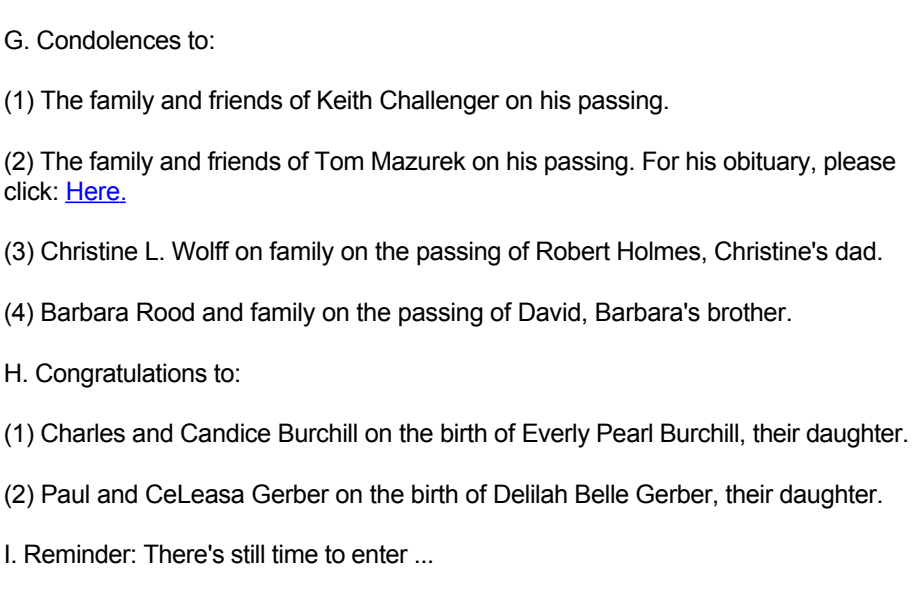 G. Condolences to:
(1) The family and friends of Keith Challenger on his passing.
(2) The family and friends of Tom Mazurek on his passing. For his obituary, please
click: Here.
(3) Christine L. Wolff on family on the passing of Robert Holmes, Christine's dad.
(4) Barbara Rood and family on the passing of David, Barbara's brother.
H. Congratulations to:
(1) Charles and Candice Burchill on the birth of Everly Pearl Burchill, their daughter.
(2) Paul and CeLeasa Gerber on the birth of Delilah Belle Gerber, their daughter.
I. Reminder: There's still time to enter ...